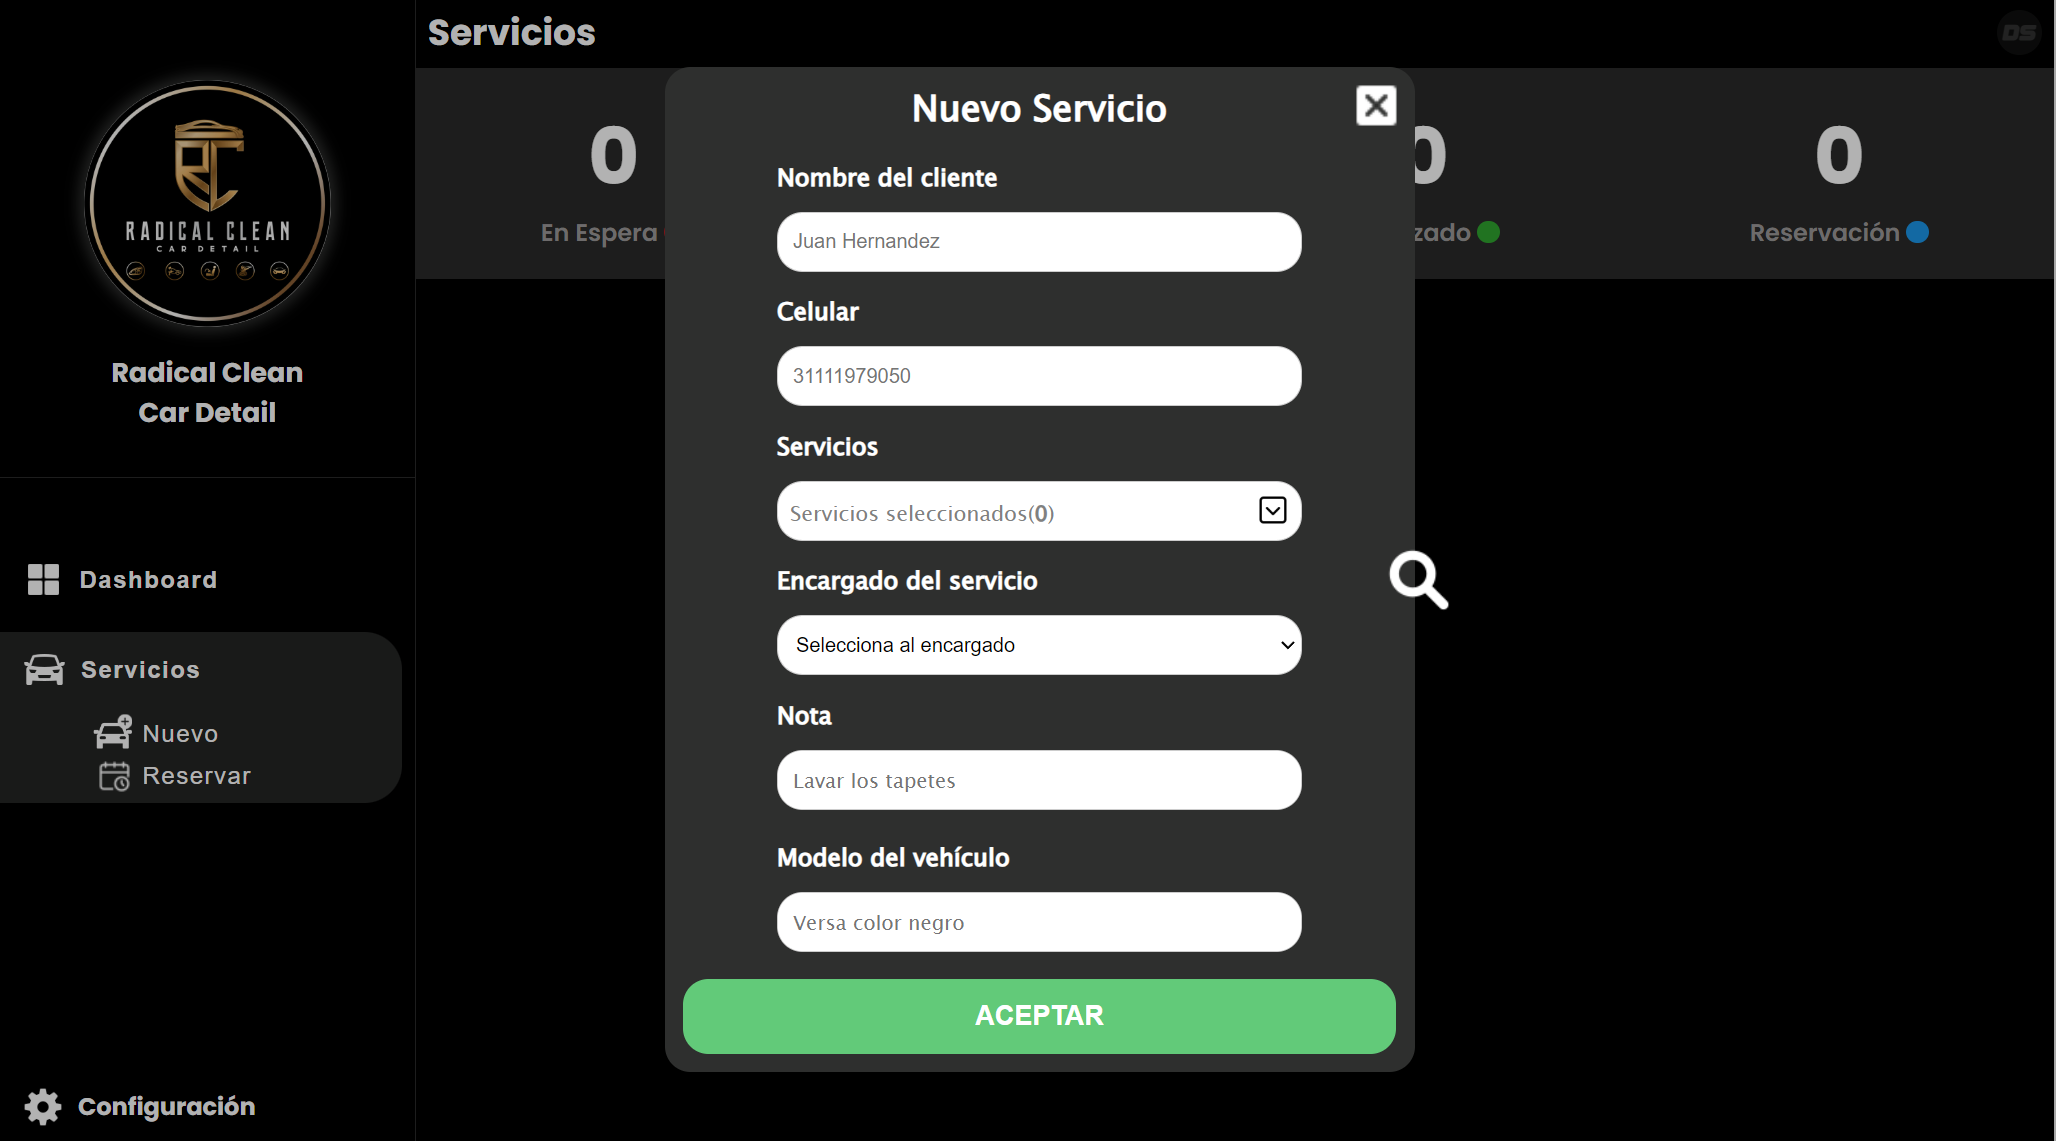 RADICAL CLEAN
CAR DETAIL
Radical Clean
Car Detail
Dashboard
Servicios
Nuevo
Reservar
Configuración
Servicios
DS
0
En Espera
0
zado
0
Reservación
Nuevo Servicio
Nombre del cliente
Juan Hernandez
Celular
31111979050
Servicios
Servicios seleccionados(0)
Encargado del servicio
Selecciona al encargado
Nota
Lavar los tapetes
Modelo del vehículo
Versa color negro
ACEPTAR